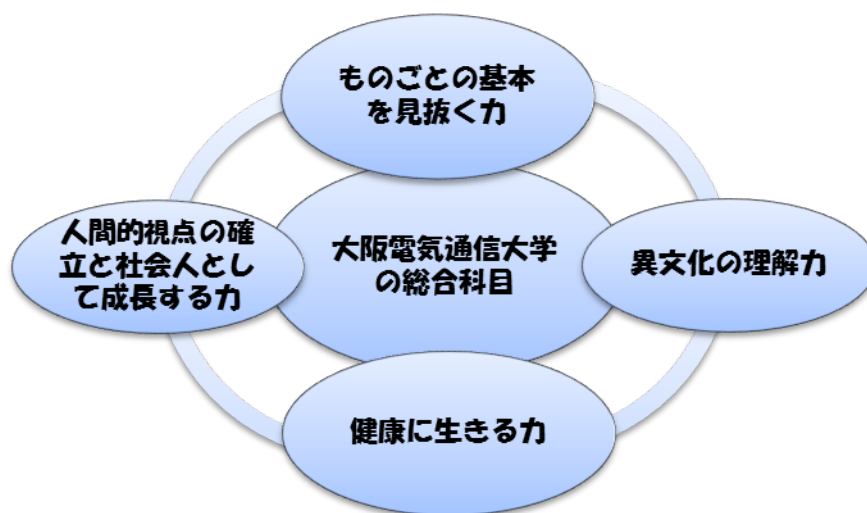 ものごとの基本
を見抜く力
人間的視点の確
立と社会人とし
て成長する力
大阪電気通信大学
の総合科目
異文化の理解力
健康に生きる力